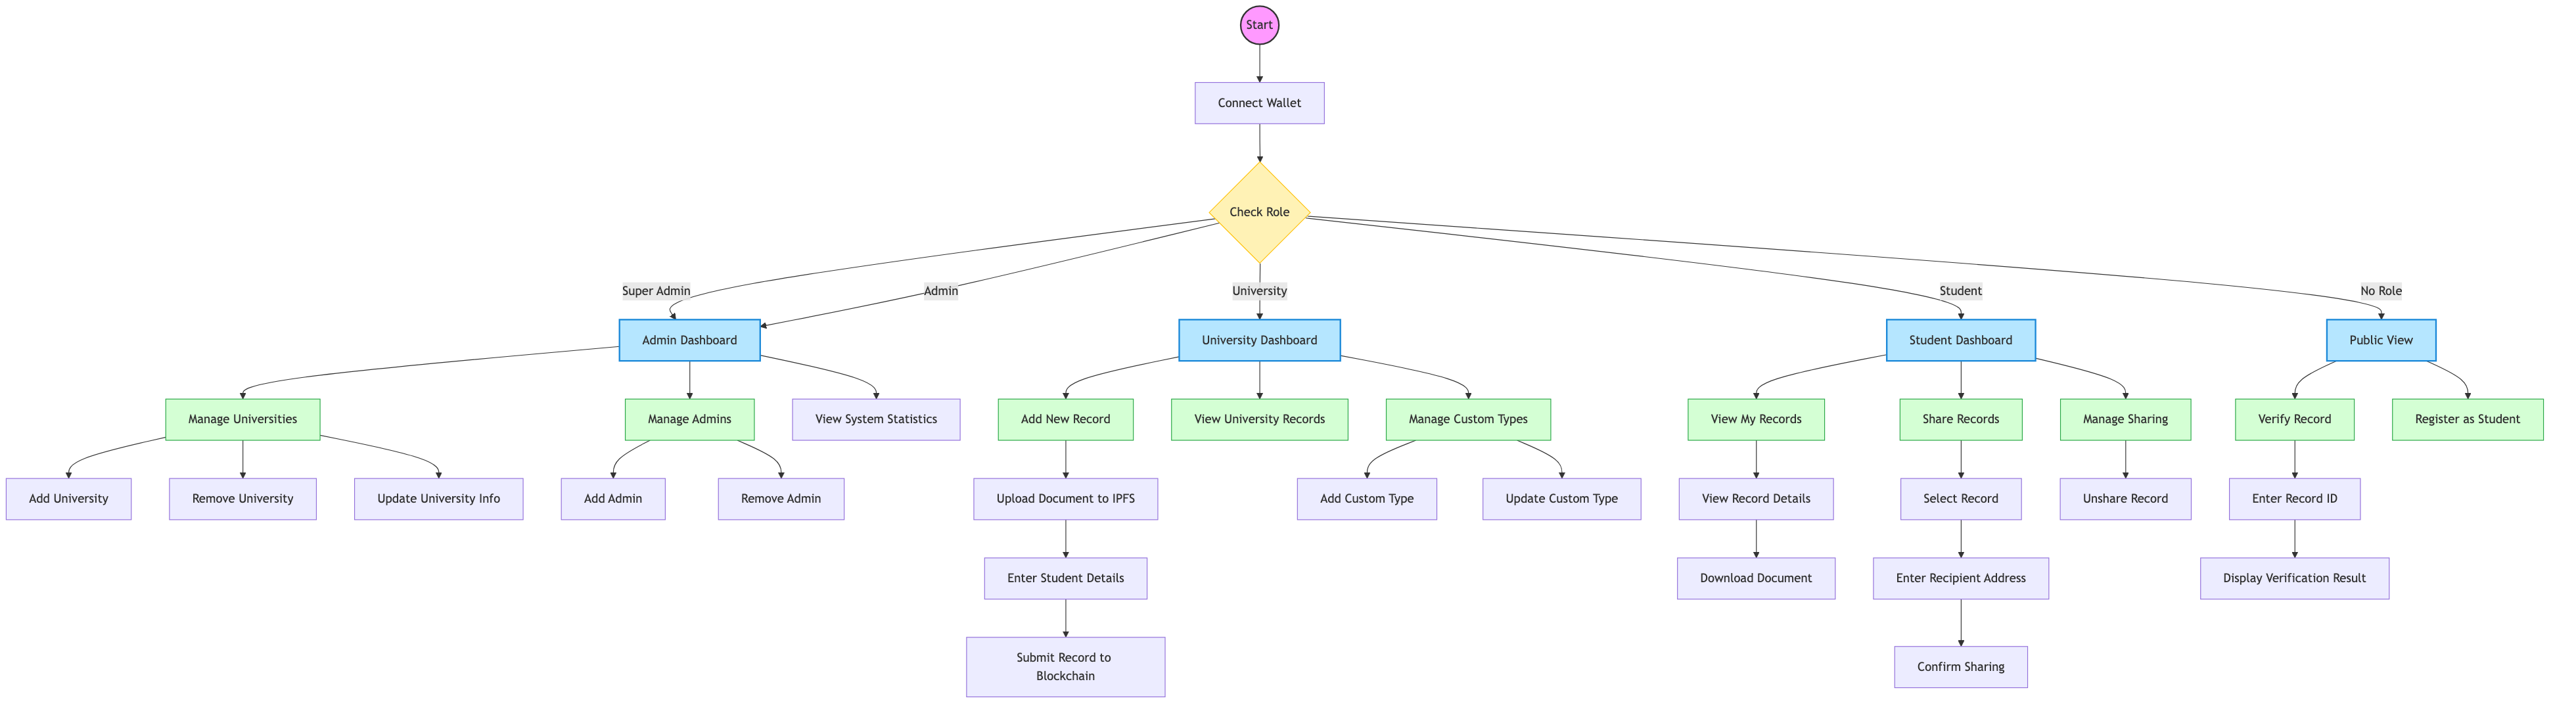 Start
Connect Wallet
Check Role
Super Admin
Admin
University
Student
No Role
Admin Dashboard
University Dashboard
Student Dashboard
Public View
Manage Universities
Manage Admins
View System Statistics
Add New Record
View University Records
Manage Custom Types
View My Records
Share Records
Manage Sharing
Verify Record
Register as Student
Add University
Remove University
Update University Info
Add Admin
Remove Admin
Upload Document to IPFS
Add Custom Type
Update Custom Type
View Record Details
Select Record
Unshare Record
Enter Record ID
Enter Student Details
Download Document
Enter Recipient Address
Display Verification Result
Submit Record to
Blockchain
Confirm Sharing